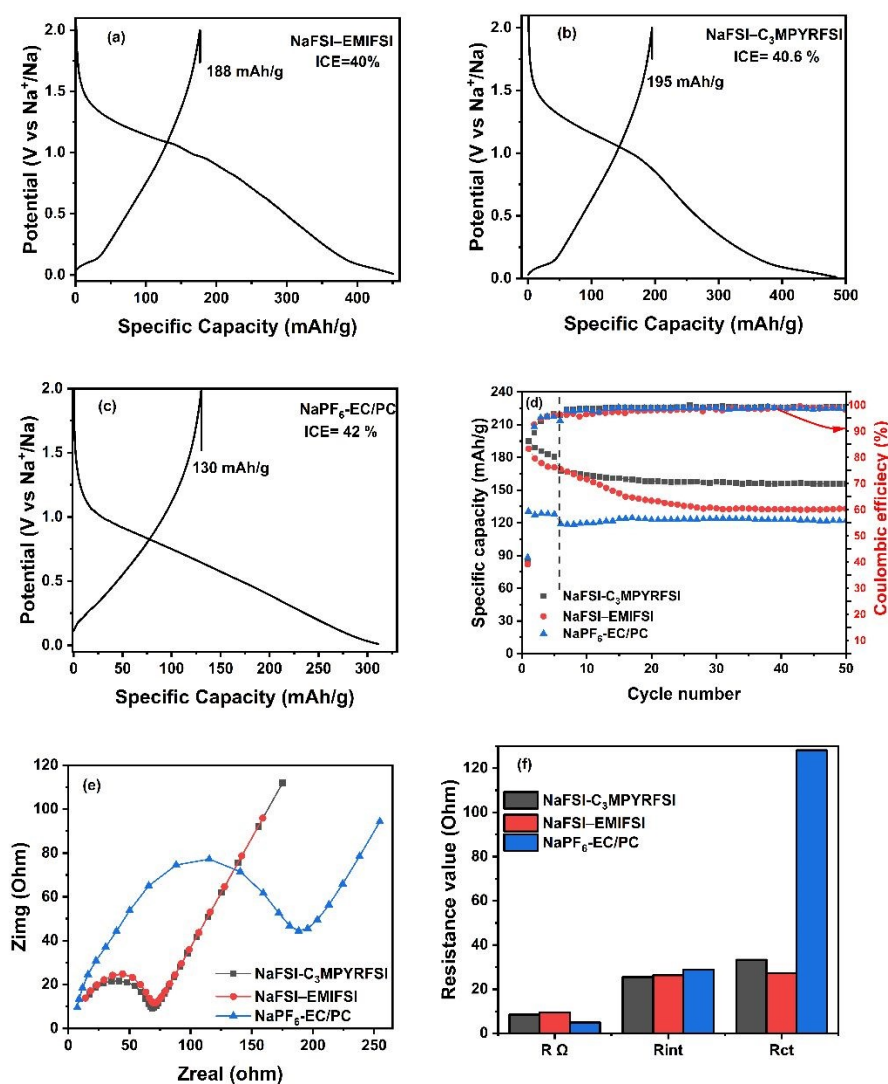 (a)
NaFSI–EMIFSI
ICE=40%
188 mAh/g
2.0
1.5
1.0
0.5
0.0
Potential (V vs Na⁺/Na)
0 100 200 300 400
Specific Capacity (mAh/g)
(b)
NaFSI–C₃MPYRFSI
ICE= 40.6 %
195 mAh/g
2.0
1.5
1.0
0.5
0.0
Potential (V vs Na⁺/Na)
0 100 200 300 400 500
Specific Capacity (mAh/g)
(c)
NaPF₆-EC/PC
ICE= 42 %
130 mAh/g
2.0
1.5
1.0
0.5
0.0
Potential (V vs Na⁺/Na)
0 50 100 150 200 250 300
Specific Capacity (mAh/g)
(d)
240
210
180
150
120
90
60
30
0
Specific capacity (mAh/g)
100
90
80
70
60
50
40
30
20
10
Coulombic efficiecy (%)
NaFSI-C₃MPYRFSI
NaFSI–EMIFSI
NaPF₆-EC/PC
0 10 20 30 40 50
Cycle number
(e)
120
100
80
60
40
20
0
Zimg (Ohm)
NaFSI-C₃MPYRFSI
NaFSI–EMIFSI
NaPF₆-EC/PC
0 50 100 150 200 250
Zreal (ohm)
(f)
120
100
80
60
40
20
0
Resistance value (Ohm)
NaFSI-C₃MPYRFSI
NaFSI–EMIFSI
NaPF₆-EC/PC
R Ω Rint Rct